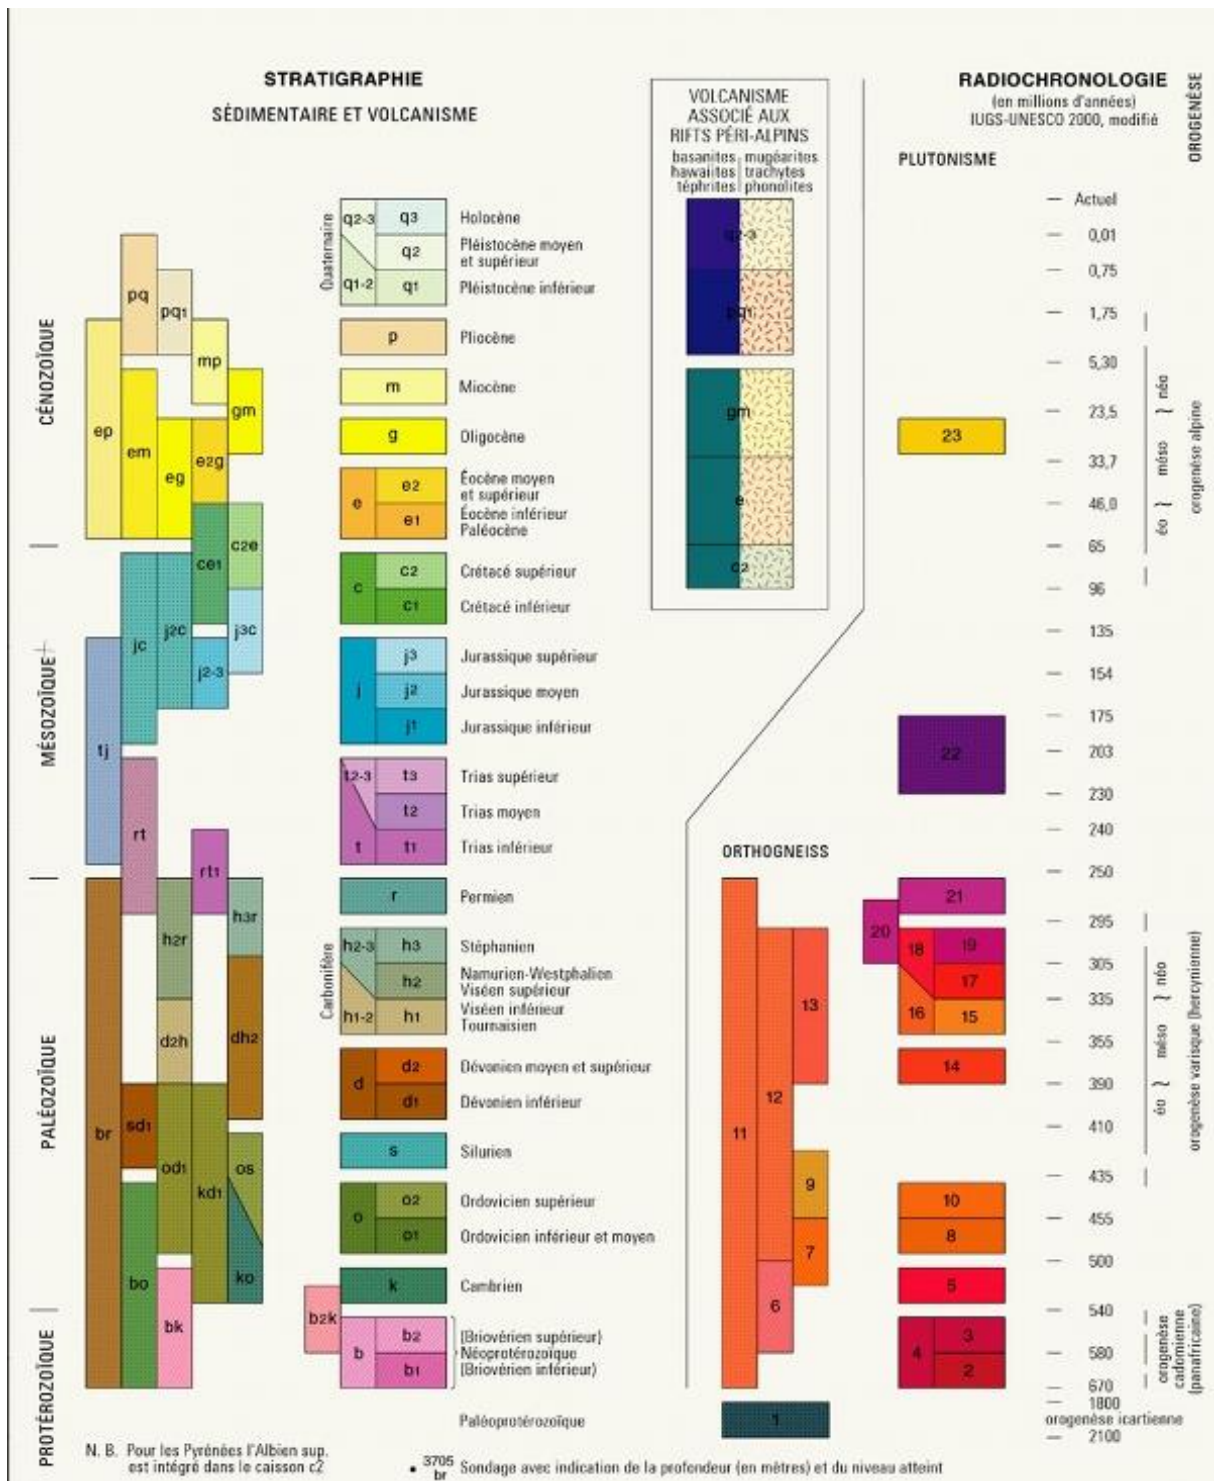 STRATIGRAPHIE
SÉDIMENTAIRE ET VOLCANISME
VOLCANISME
ASSOCIÉ AUX
RIFTS PÉRI-ALPINS
basanites mugéarites
hawaiites trachytes
téphrites phonolites
RADIOCHRONOLOGIE
(en millions d'années)
IUGS-UNESCO 2000, modifié
PLUTONISME
OROGENÈSE
CÉNOZOÏQUE
MÉSOZOÏQUE
PALÉOZOÏQUE
PROTÉROZOÏQUE
pq
pq1
mp
gm
ep
em
eg
e2g
c2e
ce1
jc
j2c
j3c
j2-3
tj
rt
rt1
h2r
h3r
d2h
dh2
br
sd1
od1
kd1
os
ko
bo
bk
Quaternaire
q2-3 q3 Holocène
q2 Pléistocène moyen
et supérieur
q1-2 q1 Pléistocène inférieur
p Pliocène
m Miocène
g Oligocène
e e2 Éocène moyen
et supérieur
e1 Éocène inférieur
Paléocène
c c2 Crétacé supérieur
c1 Crétacé inférieur
j j3 Jurassique supérieur
j2 Jurassique moyen
j1 Jurassique inférieur
t2-3 t3 Trias supérieur
t2 Trias moyen
t t1 Trias inférieur
r Permien
Carbonifère
h2-3 h3 Stéphanien
h2 Namurien-Westphalien
Viséen supérieur
h1-2 h1 Viséen inférieur
Tournaisien
d d2 Dévonien moyen et supérieur
d1 Dévonien inférieur
s Silurien
o o2 Ordovicien supérieur
o1 Ordovicien inférieur et moyen
k Cambrien
b2k
b b2 (Briovérien supérieur)
Néoprotérozoïque
b1 (Briovérien inférieur)
Paléoprotérozoïque
q2-3
pq1
gm
e
c2
ORTHOGNEISS
11
12
13
9
7
6
1
23
22
21
20
18 19
17
16 15
14
10
8
5
4 3
2
Actuel
0,01
0,75
1,75
5,30
23,5
33,7
46,0
65
96
135
154
175
203
230
240
250
295
305
335
355
390
410
435
455
500
540
580
670
1800
orogenèse icartienne
2100
éo } méso } néo
orogenèse alpine
éo } méso } néo
orogenèse varisque (hercynienne)
orogenèse
cadomienne
(panafricaine)
N. B. Pour les Pyrénées l'Albien sup.
est intégré dans le caisson c2
• 3705
br Sondage avec indication de la profondeur (en mètres) et du niveau atteint